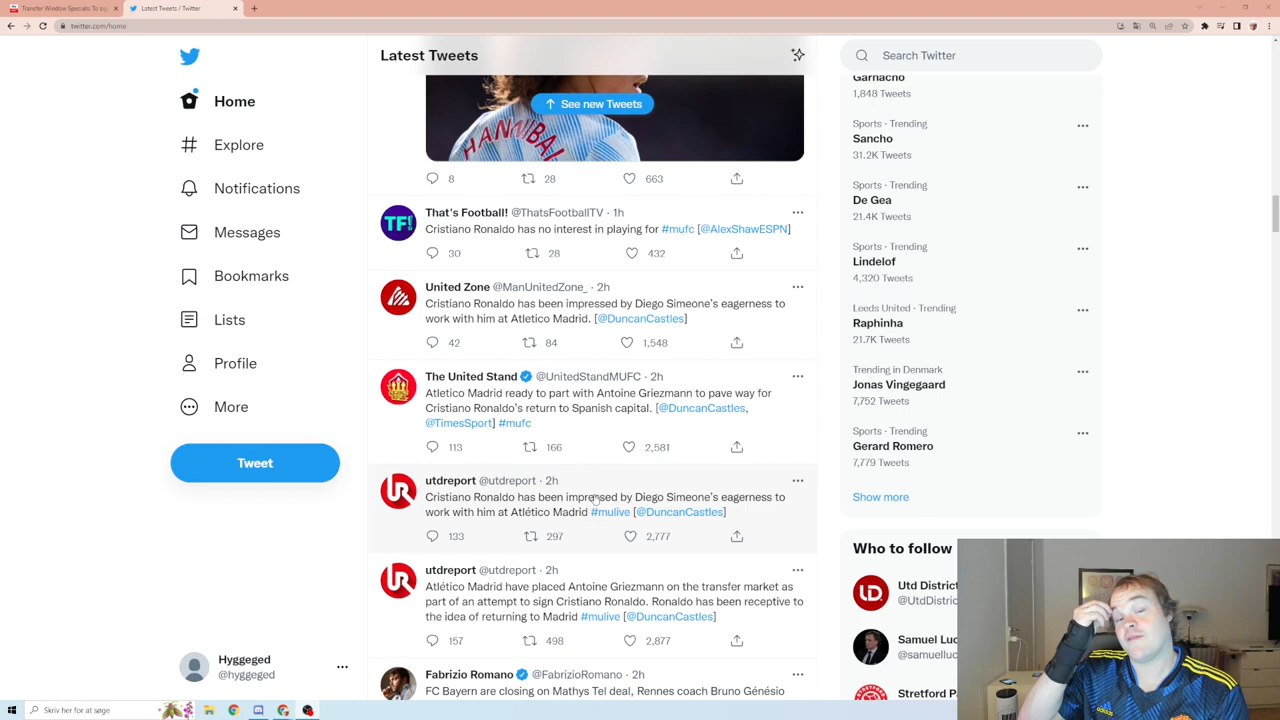 Transfer Window Specials: To sig
Latest Tweets / Twitter
twitter.com/home
Home
Explore
Notifications
Messages
Bookmarks
Lists
Profile
More
Tweet
Hyggeged
@hyggeged
Latest Tweets
See new Tweets
HANNIBAL
8 28 663
That's Football! @ThatsFootballTV · 1h
Cristiano Ronaldo has no interest in playing for #mufc [@AlexShawESPN]
30 28 432
United Zone @ManUnitedZone_ · 2h
Cristiano Ronaldo has been impressed by Diego Simeone's eagerness to
work with him at Atletico Madrid. [@DuncanCastles]
42 84 1,548
The United Stand @UnitedStandMUFC · 2h
Atletico Madrid ready to part with Antoine Griezmann to pave way for
Cristiano Ronaldo's return to Spanish capital. [@DuncanCastles,
@TimesSport] #mufc
113 166 2,581
utdreport @utdreport · 2h
Cristiano Ronaldo has been impressed by Diego Simeone's eagerness to
work with him at Atlético Madrid #mulive [@DuncanCastles]
133 297 2,777
utdreport @utdreport · 2h
Atlético Madrid have placed Antoine Griezmann on the transfer market as
part of an attempt to sign Cristiano Ronaldo. Ronaldo has been receptive to
the idea of returning to Madrid #mulive [@DuncanCastles]
157 498 2,877
Fabrizio Romano @FabrizioRomano · 2h
FC Bayern are closing on Mathys Tel deal, Rennes coach Bruno Génésio
Search Twitter
Garnacho
1,848 Tweets
Sports · Trending
Sancho
31.2K Tweets
Sports · Trending
De Gea
21.4K Tweets
Sports · Trending
Lindelof
4,320 Tweets
Leeds United · Trending
Raphinha
21.7K Tweets
Trending in Denmark
Jonas Vingegaard
7,752 Tweets
Sports · Trending
Gerard Romero
7,779 Tweets
Show more
Who to follow
Utd District
@UtdDistric
Samuel Luc
@samuelluc
Stretford P
Skriv her for at søge